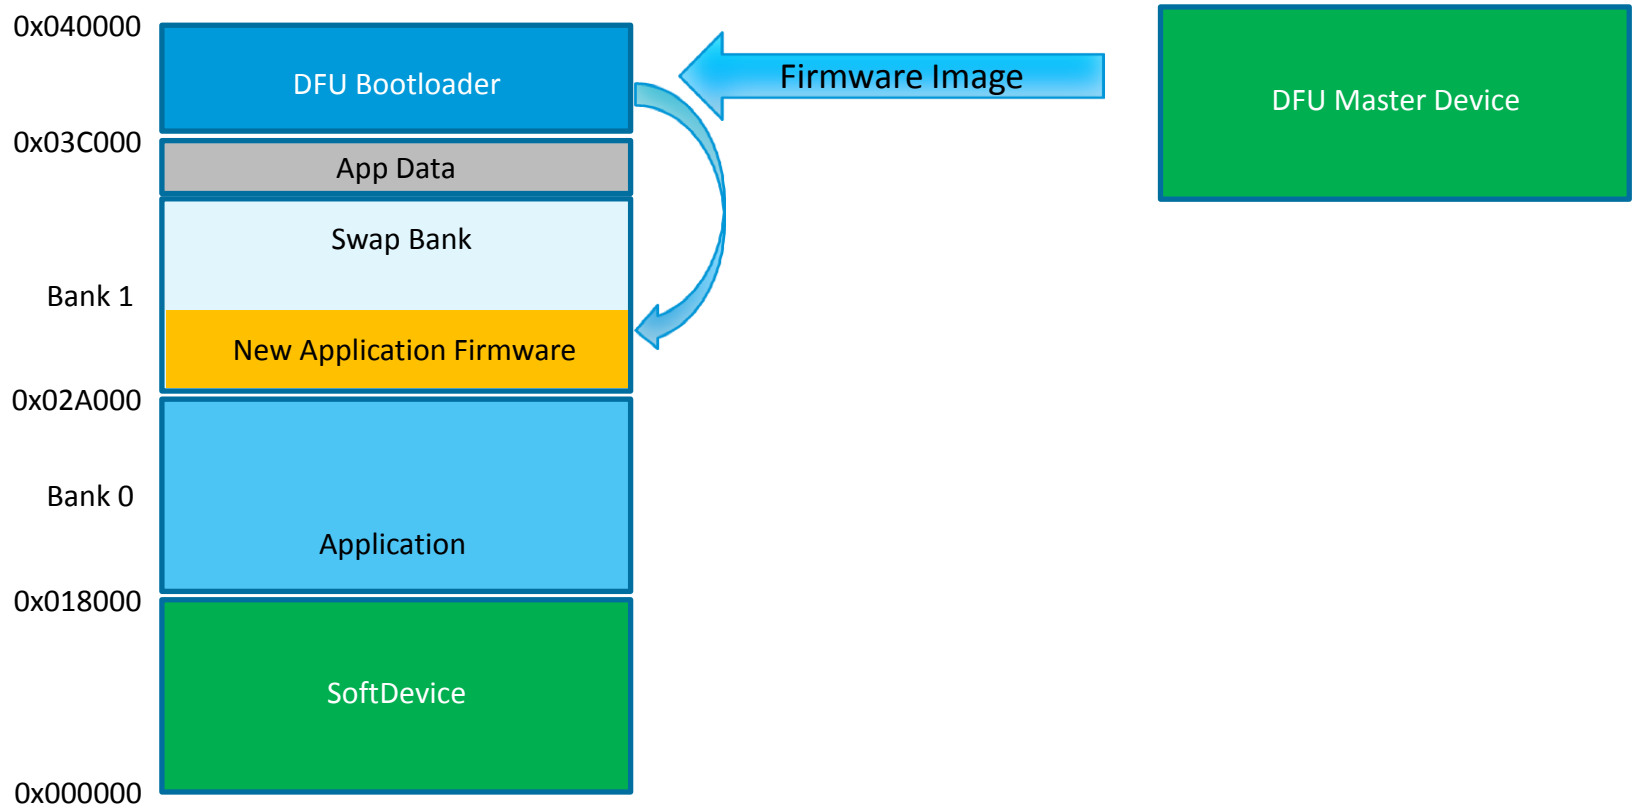 0x040000
DFU Bootloader
Firmware Image
DFU Master Device
0x03C000
App Data
Swap Bank
Bank 1
New Application Firmware
0x02A000
Bank 0
Application
0x018000
SoftDevice
0x000000